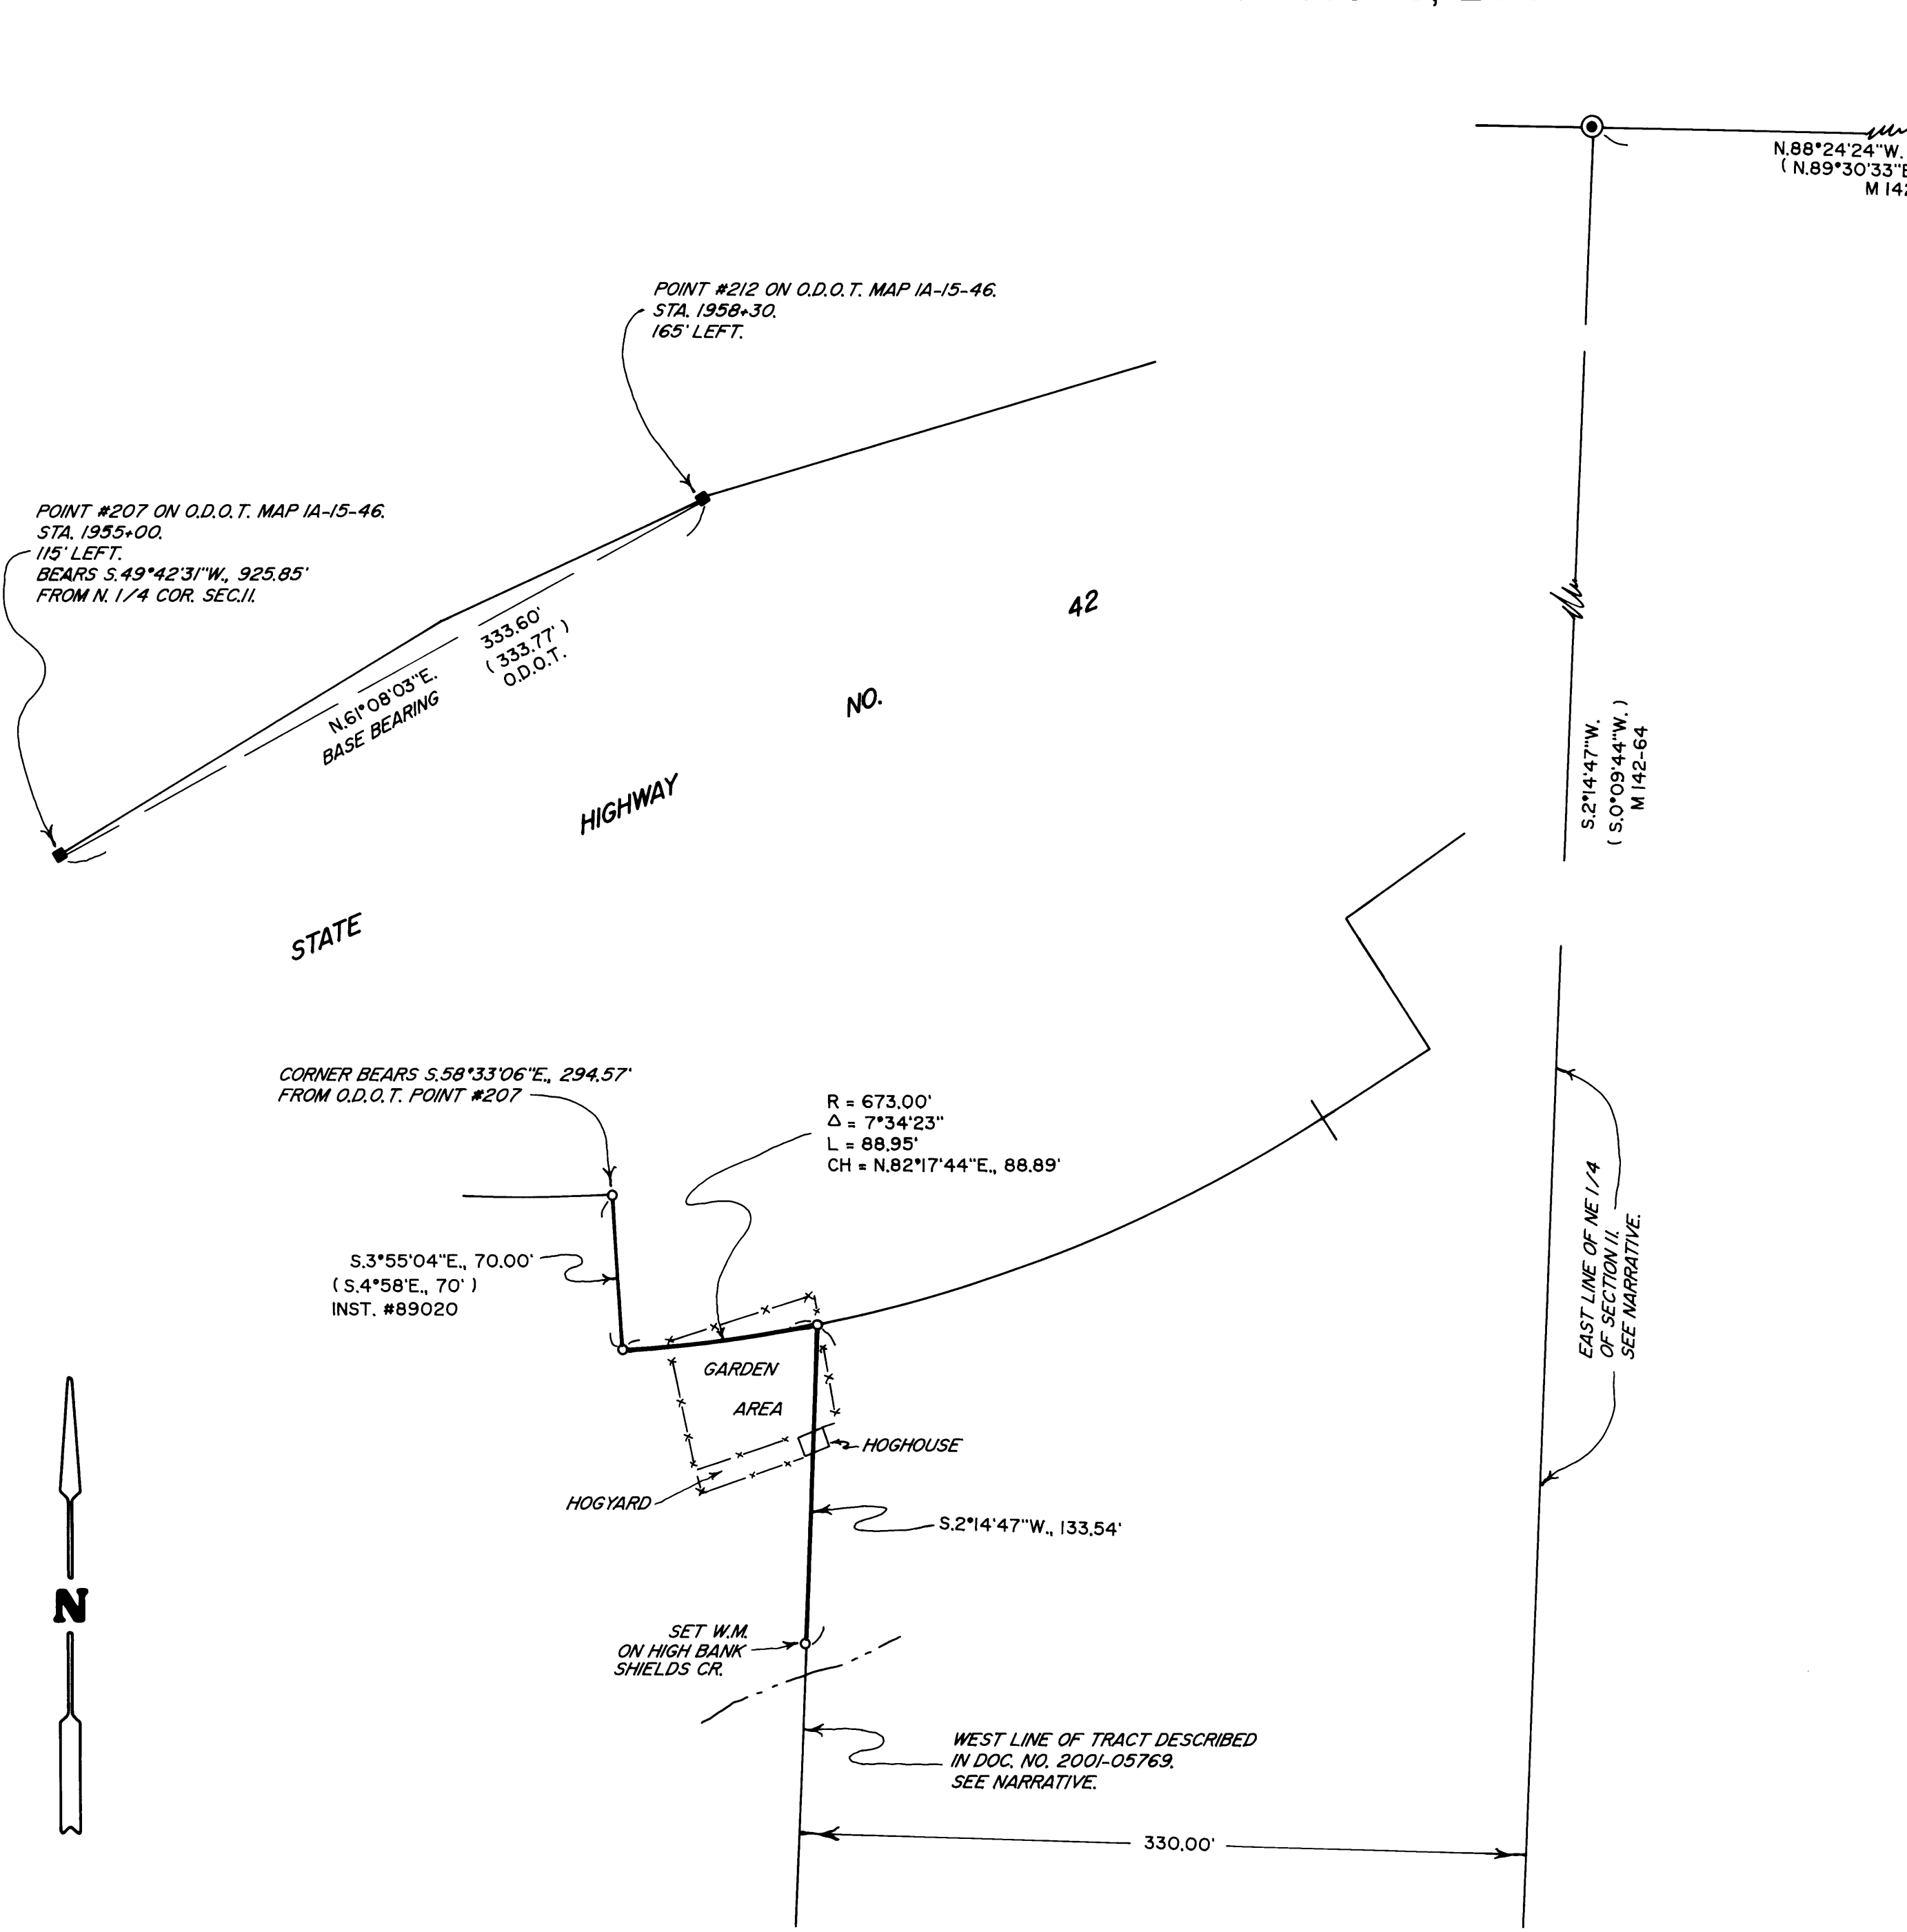 N.88°24'24"W.
( N.89°30'33"E
M 142
POINT #212 ON O.D.O.T. MAP 1A-15-46.
STA. 1958+30.
165' LEFT.
POINT #207 ON O.D.O.T. MAP 1A-15-46.
STA. 1955+00.
115' LEFT.
BEARS S.49°42'31"W., 925.85'
FROM N. 1/4 COR. SEC.11.
333.60'
( 333.77' )
O.D.O.T.
N.61°08'03"E.
BASE BEARING
STATE
HIGHWAY
NO.
42
S.2°14'47"W.
( S.0°09'44"W. )
M 142-64
CORNER BEARS S.58°33'06"E., 294.57'
FROM O.D.O.T. POINT #207
R = 673.00'
Δ = 7°34'23"
L = 88.95'
CH = N.82°17'44"E., 88.89'
S.3°55'04"E., 70.00'
( S.4°58'E., 70' )
INST. #89020
EAST LINE OF NE 1/4
OF SECTION 11.
SEE NARRATIVE.
GARDEN
AREA
HOGHOUSE
HOGYARD
S.2°14'47"W., 133.54'
N
SET W.M.
ON HIGH BANK
SHIELDS CR.
WEST LINE OF TRACT DESCRIBED
IN DOC. NO. 2001-05769.
SEE NARRATIVE.
330.00'